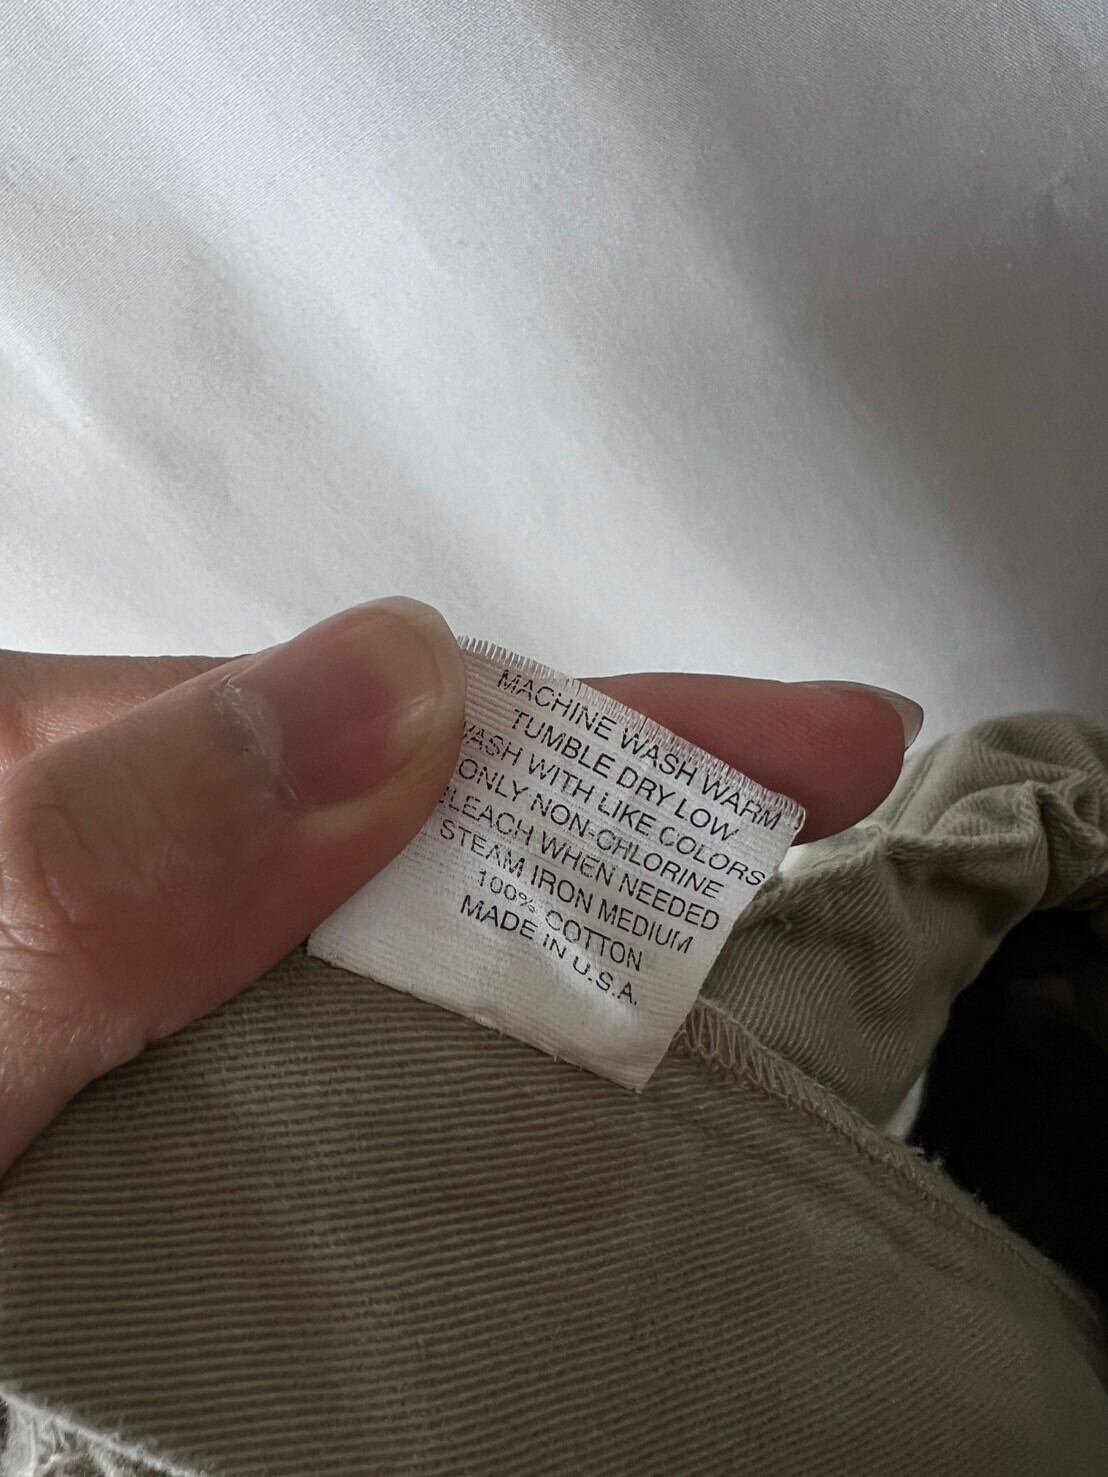 MACHINE WASH WARM
TUMBLE DRY LOW
WASH WITH LIKE COLORS
ONLY NON-CHLORINE
BLEACH WHEN NEEDED
STEAM IRON MEDIUM
100% COTTON
MADE IN U.S.A.